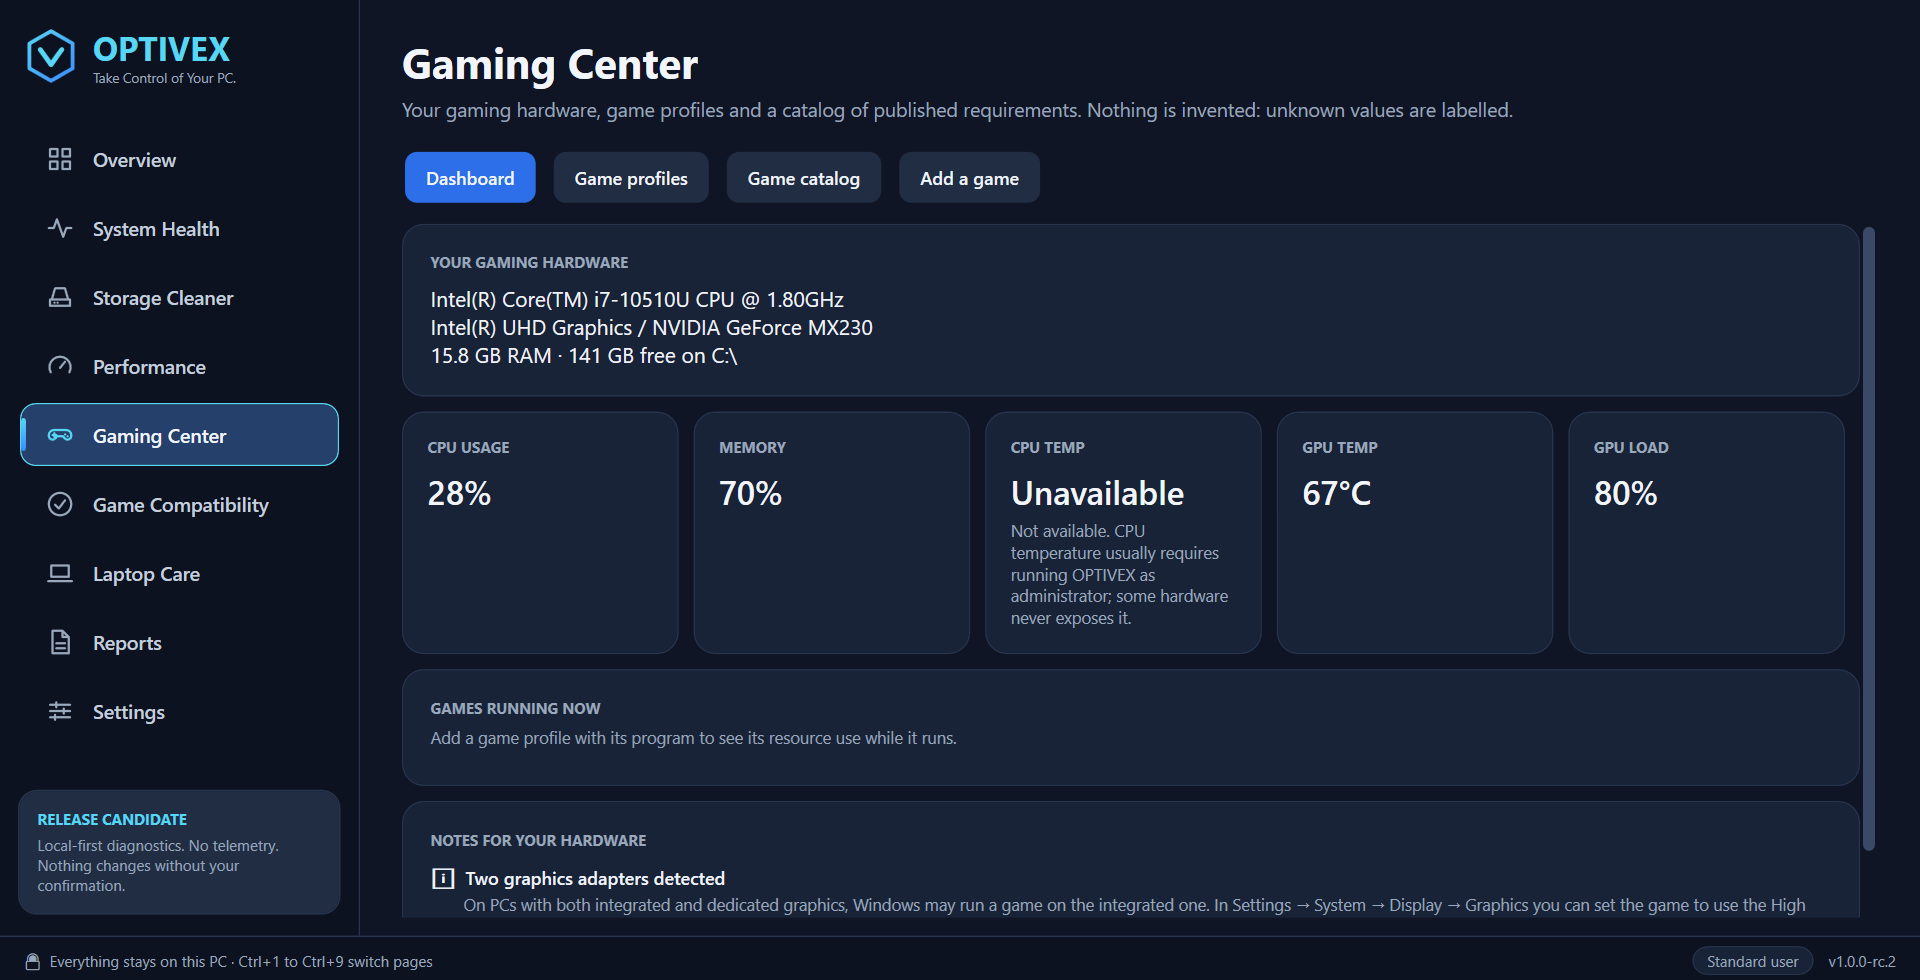 OPTIVEX
Take Control of Your PC.
Overview
System Health
Storage Cleaner
Performance
Gaming Center
Game Compatibility
Laptop Care
Reports
Settings
RELEASE CANDIDATE
Local-first diagnostics. No telemetry.
Nothing changes without your
confirmation.
Gaming Center
Your gaming hardware, game profiles and a catalog of published requirements. Nothing is invented: unknown values are labelled.
Dashboard
Game profiles
Game catalog
Add a game
YOUR GAMING HARDWARE
Intel(R) Core(TM) i7-10510U CPU @ 1.80GHz
Intel(R) UHD Graphics / NVIDIA GeForce MX230
15.8 GB RAM · 141 GB free on C:\
CPU USAGE
28%
MEMORY
70%
CPU TEMP
Unavailable
Not available. CPU
temperature usually requires
running OPTIVEX as
administrator; some hardware
never exposes it.
GPU TEMP
67°C
GPU LOAD
80%
GAMES RUNNING NOW
Add a game profile with its program to see its resource use while it runs.
NOTES FOR YOUR HARDWARE
Two graphics adapters detected
On PCs with both integrated and dedicated graphics, Windows may run a game on the integrated one. In Settings → System → Display → Graphics you can set the game to use the High
Everything stays on this PC · Ctrl+1 to Ctrl+9 switch pages
Standard user
v1.0.0-rc.2